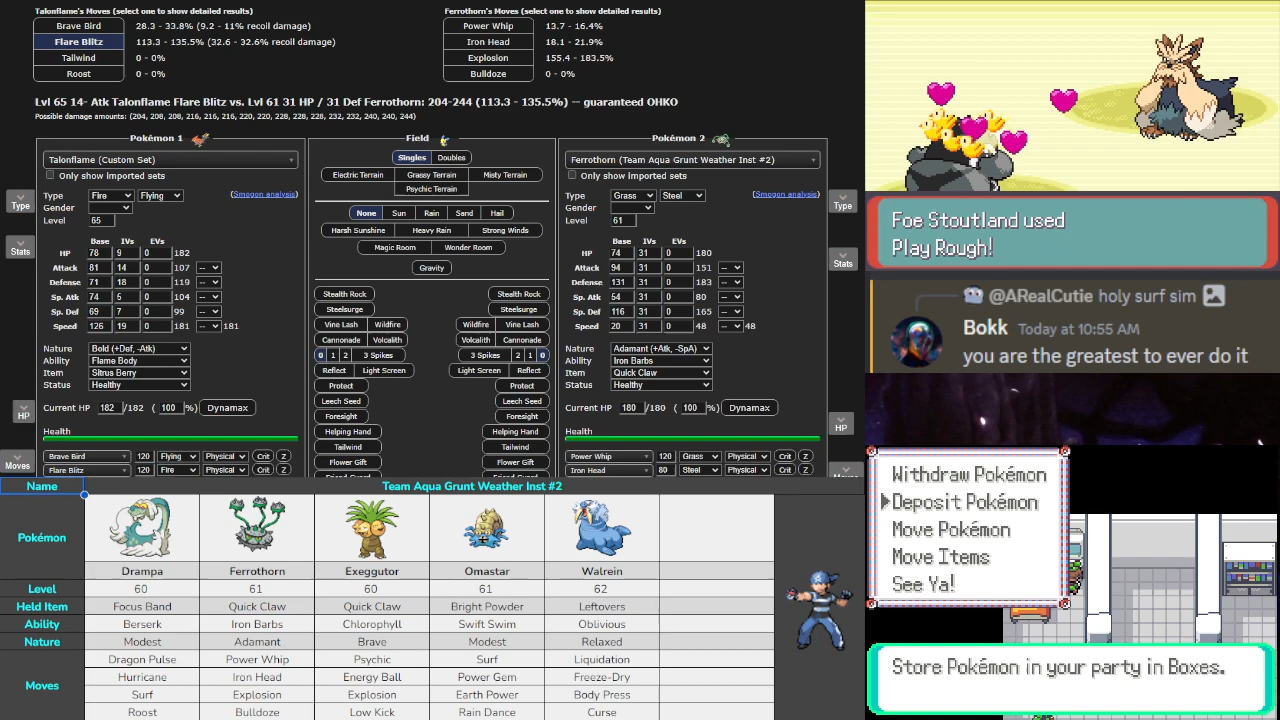 Talonflame's Moves (select one to show detailed results)
Brave Bird 28.3 - 33.8% (9.2 - 11% recoil damage)
Flare Blitz 113.3 - 135.5% (32.6 - 32.6% recoil damage)
Tailwind 0 - 0%
Roost 0 - 0%
Ferrothorn's Moves (select one to show detailed results)
Power Whip 13.7 - 16.4%
Iron Head 18.1 - 21.9%
Explosion 155.4 - 183.5%
Bulldoze 0 - 0%
Lvl 65 14- Atk Talonflame Flare Blitz vs. Lvl 61 31 HP / 31 Def Ferrothorn: 204-244 (113.3 - 135.5%) -- guaranteed OHKO
Possible damage amounts: (204, 208, 208, 216, 216, 216, 220, 220, 228, 228, 228, 232, 232, 240, 240, 244)
Pokémon 1
Talonflame (Custom Set)
Only show imported sets
Type Fire Flying (Smogon analysis)
Gender
Level 65
Base IVs EVs
HP 78 9 0 182
Attack 81 14 0 107 --
Defense 71 18 0 119 --
Sp. Atk 74 5 0 104 --
Sp. Def 69 7 0 99 --
Speed 126 19 0 181 -- 181
Nature Bold (+Def, -Atk)
Ability Flame Body
Item Sitrus Berry
Status Healthy
Current HP 182 /182 ( 100 %) Dynamax
Health
Brave Bird 120 Flying Physical Crit Z
Flare Blitz 120 Fire Physical Crit Z
Type
Stats
HP
Moves
Field
Singles Doubles
Electric Terrain Grassy Terrain Misty Terrain
Psychic Terrain
None Sun Rain Sand Hail
Harsh Sunshine Heavy Rain Strong Winds
Magic Room Wonder Room
Gravity
Stealth Rock Stealth Rock
Steelsurge Steelsurge
Vine Lash Wildfire Wildfire Vine Lash
Cannonade Volcalith Volcalith Cannonade
0 1 2 3 Spikes 3 Spikes 2 1 0
Reflect Light Screen Light Screen Reflect
Protect Protect
Leech Seed Leech Seed
Foresight Foresight
Helping Hand Helping Hand
Tailwind Tailwind
Flower Gift Flower Gift
Pokémon 2
Ferrothorn (Team Aqua Grunt Weather Inst #2)
Only show imported sets
Type Grass Steel (Smogon analysis)
Gender
Level 61
Base IVs EVs
HP 74 31 0 180
Attack 94 31 0 151 --
Defense 131 31 0 183 --
Sp. Atk 54 31 0 80 --
Sp. Def 116 31 0 165 --
Speed 20 31 0 48 -- 48
Nature Adamant (+Atk, -SpA)
Ability Iron Barbs
Item Quick Claw
Status Healthy
Current HP 180 /180 ( 100 %) Dynamax
Health
Power Whip 120 Grass Physical Crit Z
Iron Head 80 Steel Physical Crit Z
Type
Stats
HP
Name Team Aqua Grunt Weather Inst #2
Pokémon Drampa Ferrothorn Exeggutor Omastar Walrein
Level 60 61 60 61 62
Held Item Focus Band Quick Claw Quick Claw Bright Powder Leftovers
Ability Berserk Iron Barbs Chlorophyll Swift Swim Oblivious
Nature Modest Adamant Brave Modest Relaxed
Moves Dragon Pulse Power Whip Psychic Surf Liquidation
Hurricane Iron Head Energy Ball Power Gem Freeze-Dry
Surf Explosion Explosion Earth Power Body Press
Roost Bulldoze Low Kick Rain Dance Curse
Foe Stoutland used
Play Rough!
@ARealCutie holy surf sim
Bokk Today at 10:55 AM
you are the greatest to ever do it
Withdraw Pokémon
Deposit Pokémon
Move Pokémon
Move Items
See Ya!
Store Pokémon in your party in Boxes.